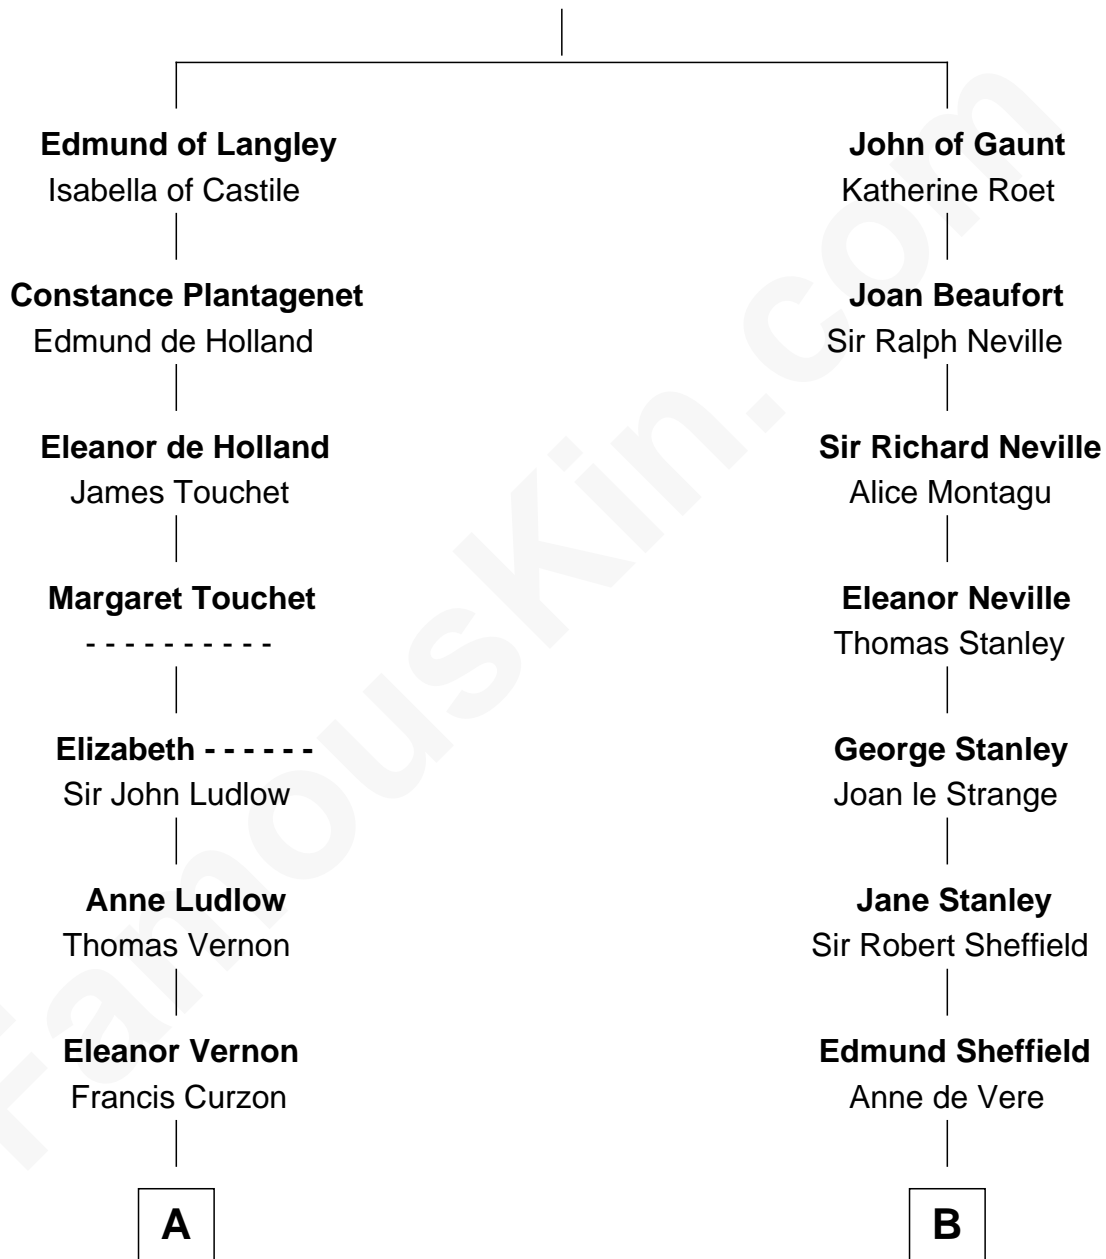 Edmund of Langley
Isabella of Castile
Constance Plantagenet
Edmund de Holland
Eleanor de Holland
James Touchet
Margaret Touchet
- - - - - - - - - -
Elizabeth - - - - - -
Sir John Ludlow
Anne Ludlow
Thomas Vernon
Eleanor Vernon
Francis Curzon
A
John of Gaunt
Katherine Roet
Joan Beaufort
Sir Ralph Neville
Sir Richard Neville
Alice Montagu
Eleanor Neville
Thomas Stanley
George Stanley
Joan le Strange
Jane Stanley
Sir Robert Sheffield
Edmund Sheffield
Anne de Vere
B
FamousKin.com